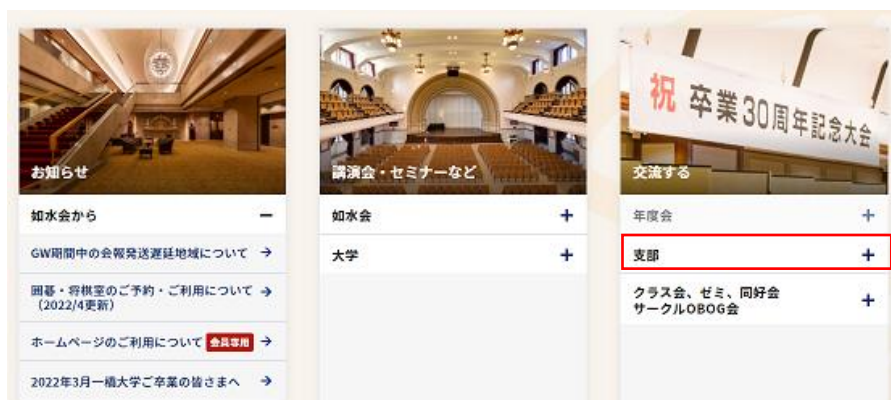 祝 卒業30周年記念大会
お知らせ
如水会から
GW期間中の会報発送遅延地域について
囲碁・将棋室のご予約・ご利用について
(2022/4更新)
ホームページのご利用について 会員専用
2022年3月一橋大学ご卒業の皆さまへ
講演会・セミナーなど
如水会
大学
交流する
年度会
支部
クラス会、ゼミ、同好会
サークルOBOG会